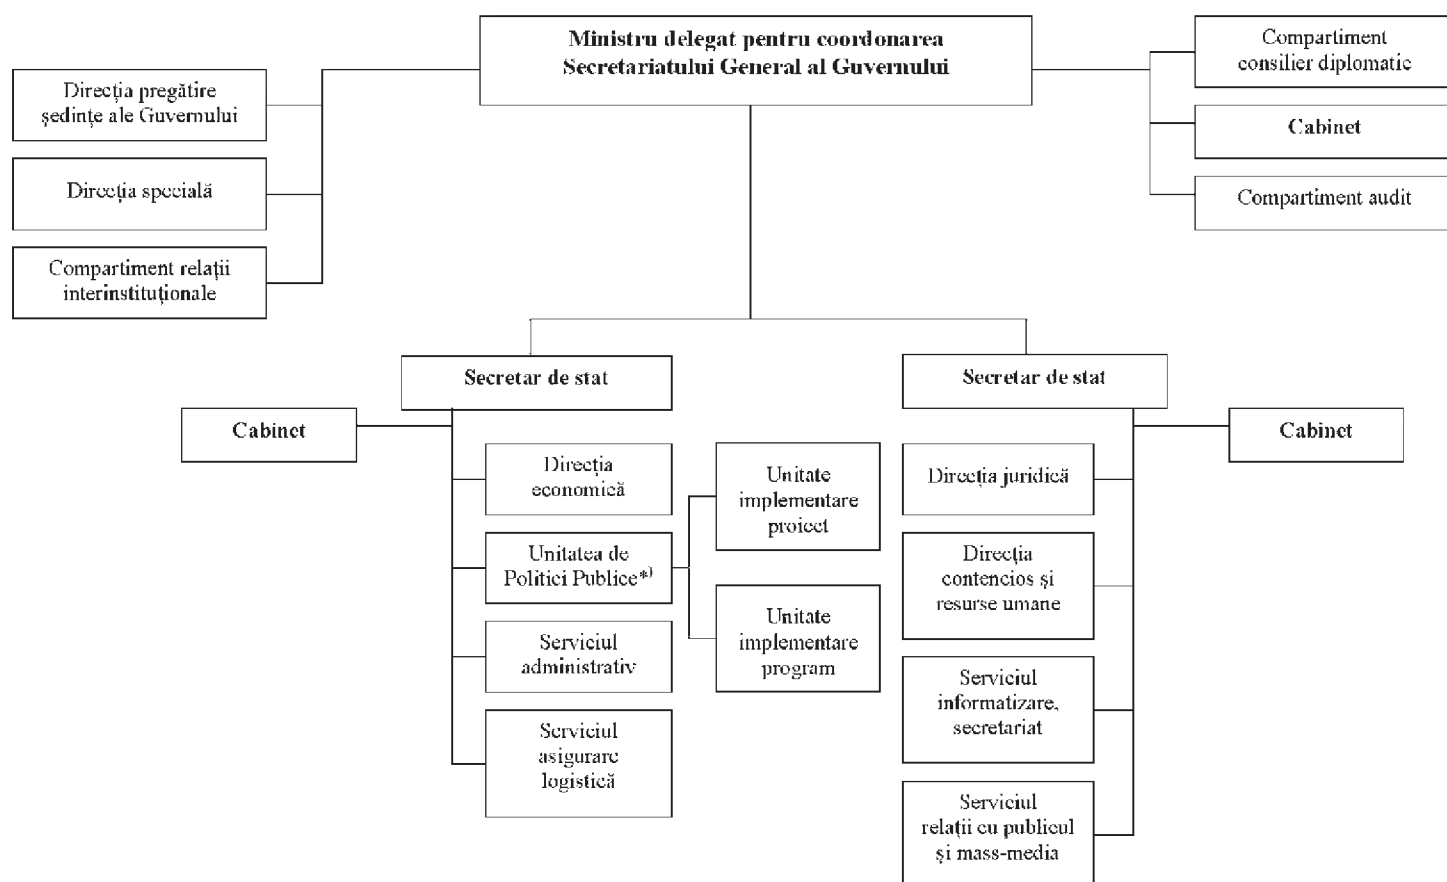 Ministru delegat pentru coordonarea
Secretariatului General al Guvernului
Direcția pregătire
ședințe ale Guvernului
Direcția specială
Compartiment relații
interinstituționale
Compartiment
consilier diplomatic
Cabinet
Compartiment audit
Secretar de stat
Cabinet
Direcția
economică
Unitatea de
Politici Publice*)
Serviciul
administrativ
Serviciul
asigurare
logistică
Unitate
implementare
proiect
Unitate
implementare
program
Secretar de stat
Cabinet
Direcția juridică
Direcția
contencios și
resurse umane
Serviciul
informatizare,
secretariat
Serviciul
relații cu publicul
și mass-media